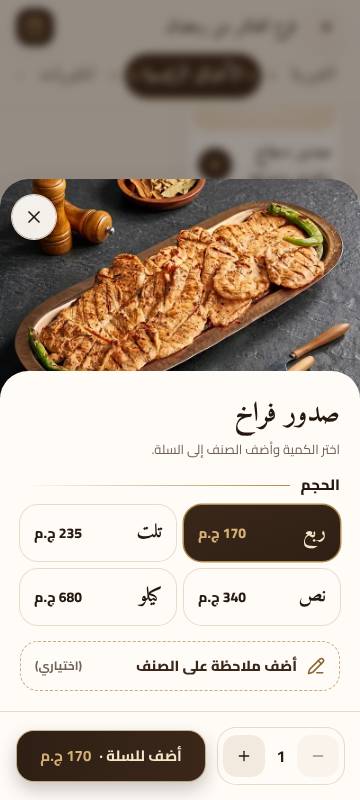 صدور فراخ
اختر الكمية وأضف الصنف إلى السلة.
الحجم
ربع 170 ج.م
تلت 235 ج.م
نص 340 ج.م
كيلو 680 ج.م
أضف ملاحظة على الصنف (اختياري)
1
أضف للسلة · 170 ج.م